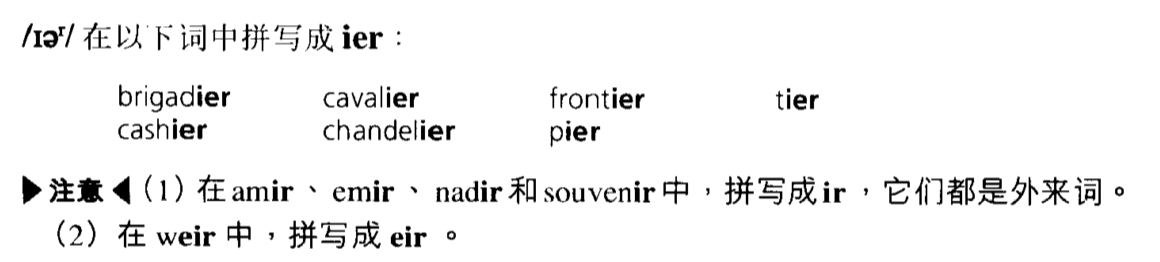 /ɪəʳ/ 在以下词中拼写成 ier：
brigadier cavalier frontier tier
cashier chandelier pier
▶注意◀（1）在 amir、emir、nadir 和 souvenir 中，拼写成 ir，它们都是外来词。
（2）在 weir 中，拼写成 eir。